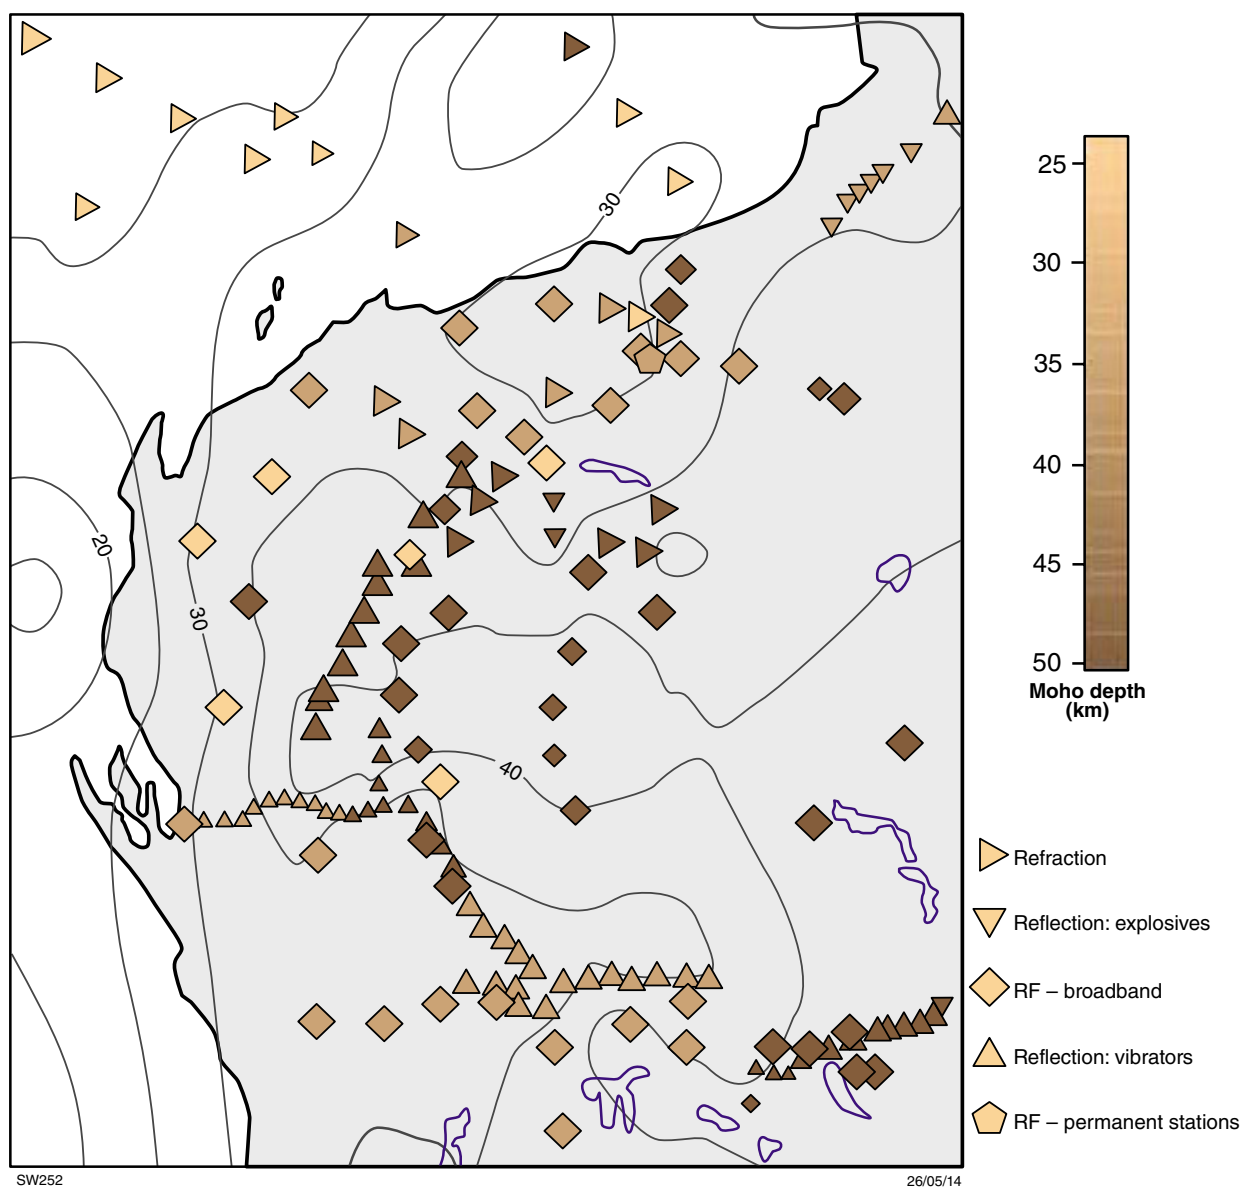 30
20
30
40
25
30
35
40
45
50
Moho depth
(km)
Refraction
Reflection: explosives
RF – broadband
Reflection: vibrators
RF – permanent stations
SW252
26/05/14